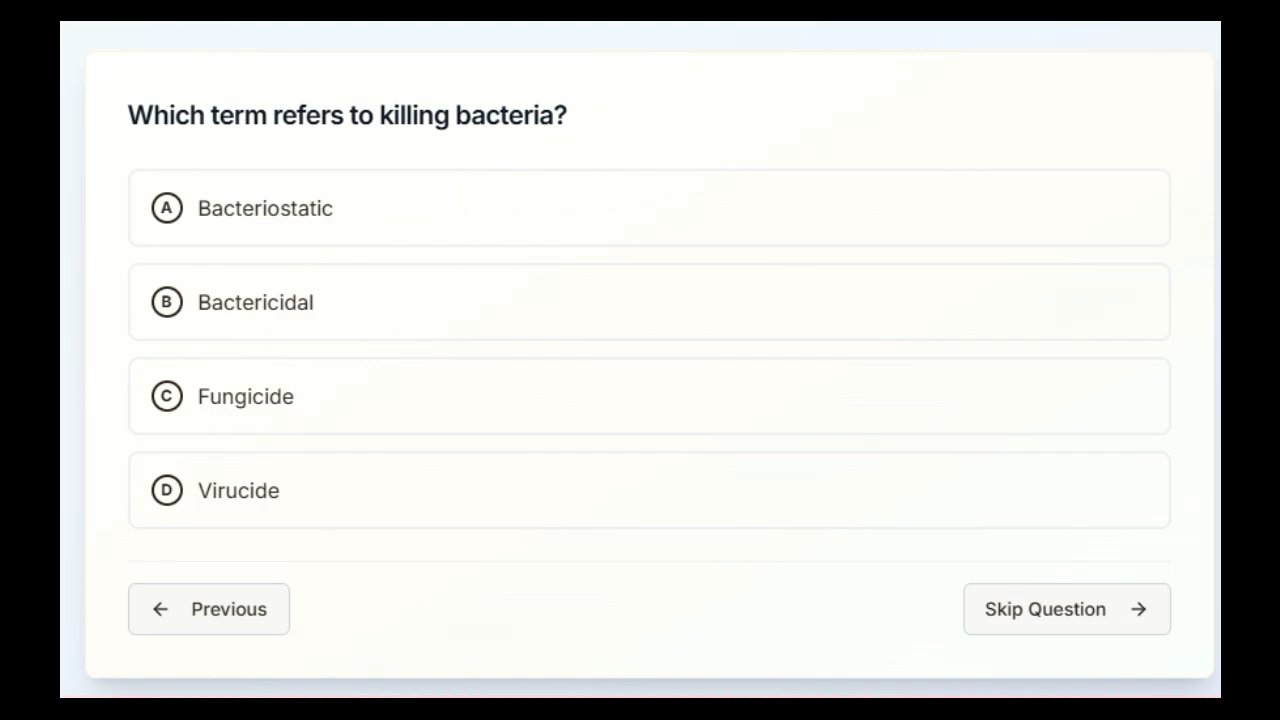 Which term refers to killing bacteria?
A Bacteriostatic
B Bactericidal
C Fungicide
D Virucide
← Previous
Skip Question →